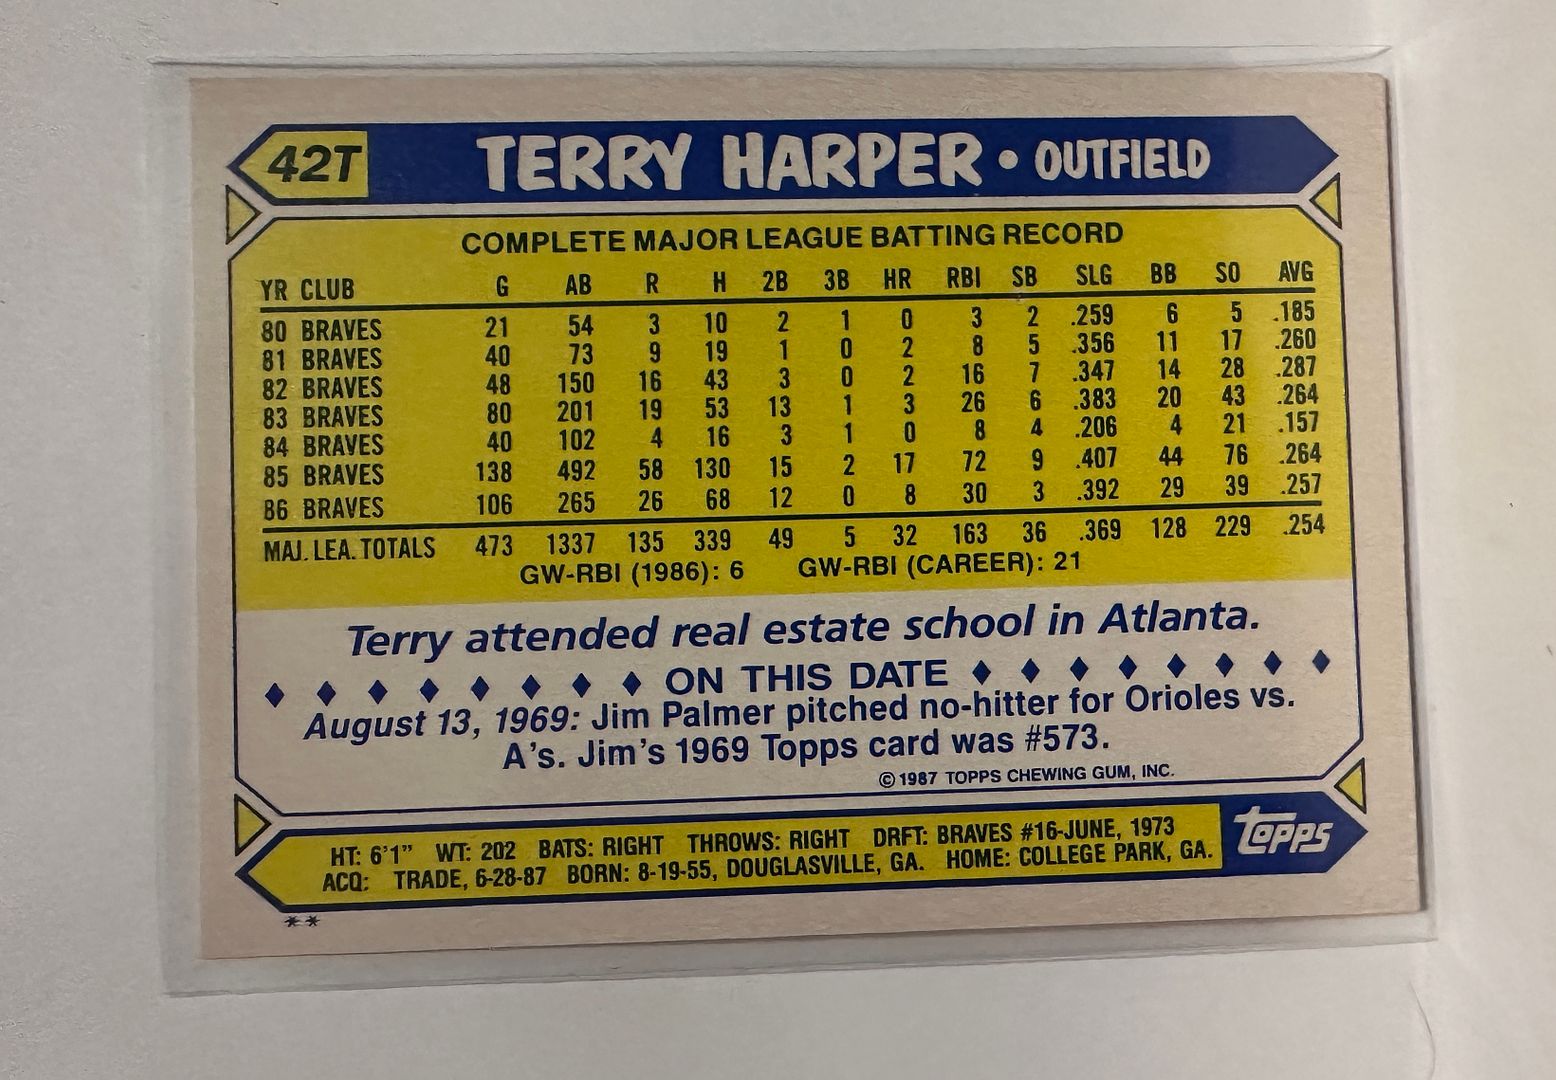 42T TERRY HARPER • OUTFIELD
COMPLETE MAJOR LEAGUE BATTING RECORD
YR CLUB G AB R H 2B 3B HR RBI SB SLG BB SO AVG
80 BRAVES 21 54 3 10 2 1 0 3 2 .259 6 5 .185
81 BRAVES 40 73 9 19 1 0 2 8 5 .356 11 17 .260
82 BRAVES 48 150 16 43 3 0 2 16 7 .347 14 28 .287
83 BRAVES 80 201 19 53 13 1 3 26 6 .383 20 43 .264
84 BRAVES 40 102 4 16 3 1 0 8 4 .206 4 21 .157
85 BRAVES 138 492 58 130 15 2 17 72 9 .407 44 76 .264
86 BRAVES 106 265 26 68 12 0 8 30 3 .392 29 39 .257
MAJ. LEA. TOTALS 473 1337 135 339 49 5 32 163 36 .369 128 229 .254
GW-RBI (1986): 6 GW-RBI (CAREER): 21
Terry attended real estate school in Atlanta.
♦ ♦ ♦ ♦ ♦ ♦ ♦ ♦ ON THIS DATE ♦ ♦ ♦ ♦ ♦ ♦ ♦ ♦
August 13, 1969: Jim Palmer pitched no-hitter for Orioles vs.
A's. Jim's 1969 Topps card was #573.
© 1987 TOPPS CHEWING GUM, INC.
HT: 6'1" WT: 202 BATS: RIGHT THROWS: RIGHT DRFT: BRAVES #16-JUNE, 1973
ACQ: TRADE, 6-28-87 BORN: 8-19-55, DOUGLASVILLE, GA. HOME: COLLEGE PARK, GA.
topps
**